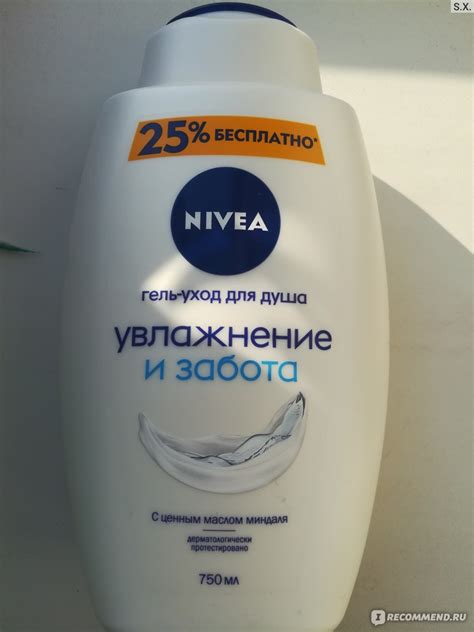 S.X.
25% БЕСПЛАТНО*
NIVEA
гель-уход для душа
увлажнение
и забота
С ценным маслом миндаля
дерматологически
протестировано
750 мл
I RECOMMEND.RU